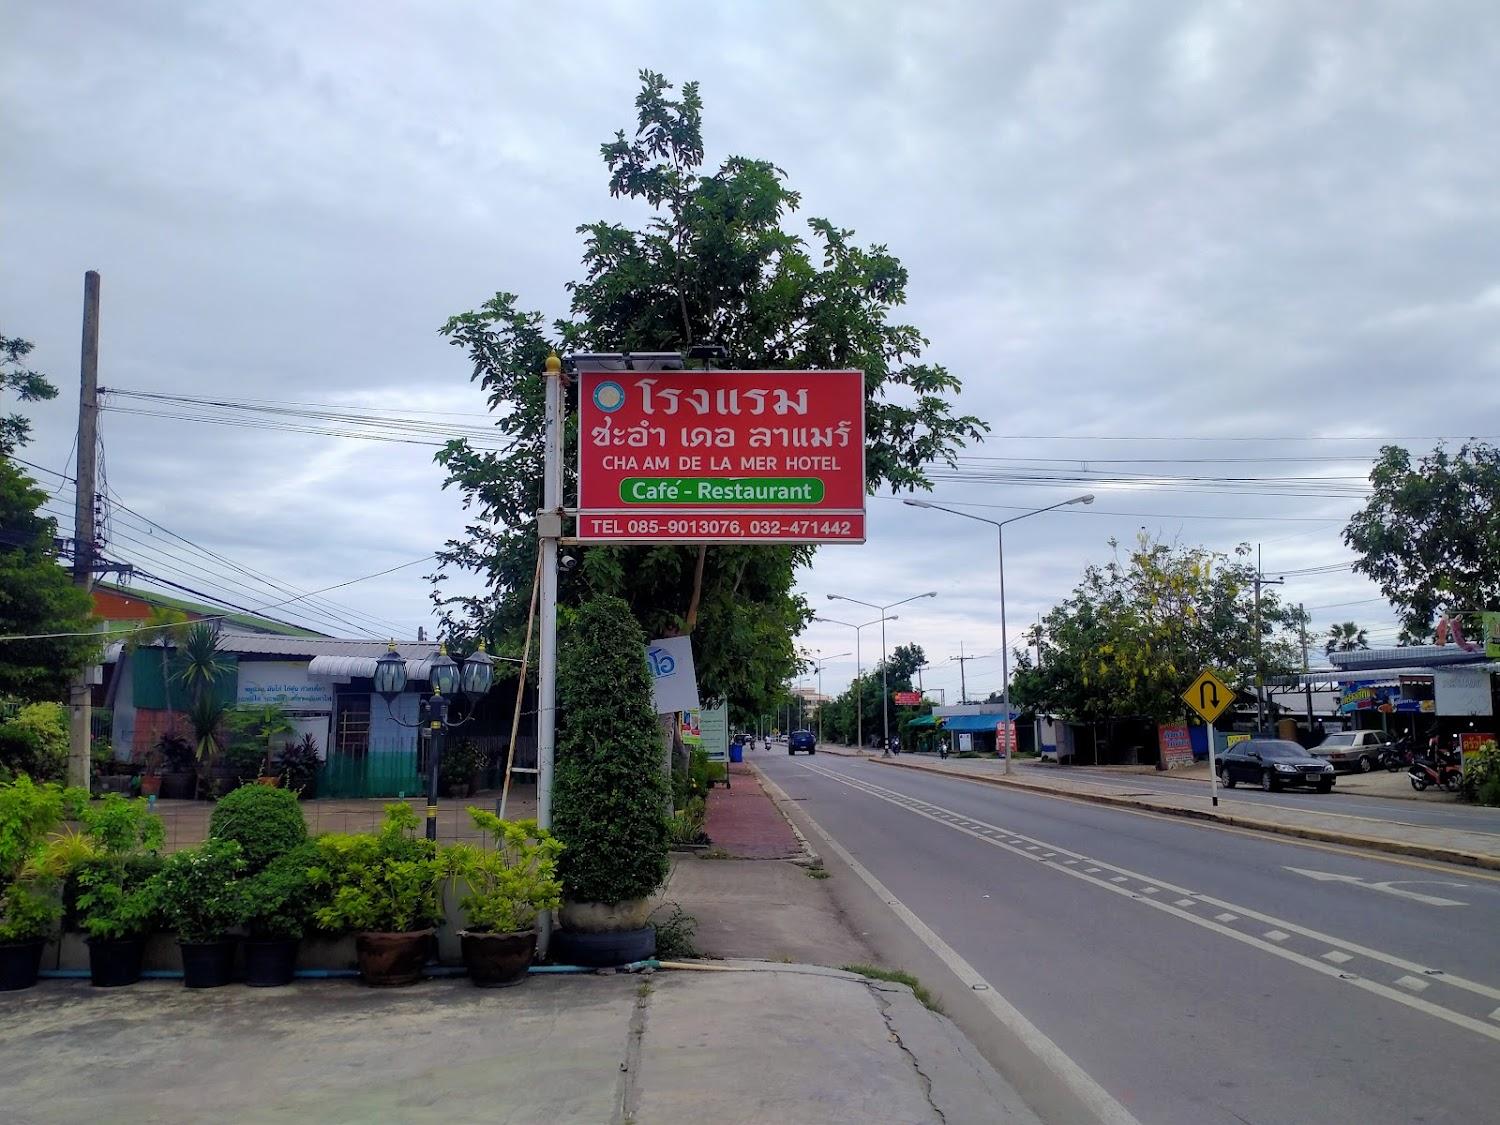 โรงแรม
ชะอำ เดอ ลาแมร์
CHA AM DE LA MER HOTEL
Café - Restaurant
TEL 085-9013076, 032-471442